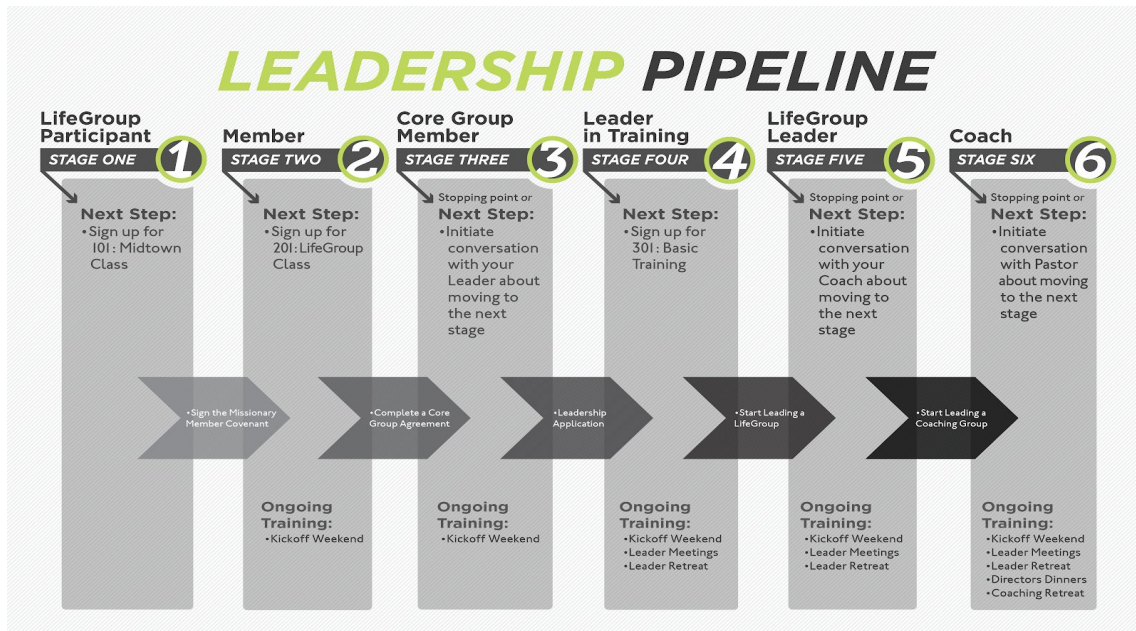 LEADERSHIP PIPELINE
LifeGroup
Participant
STAGE ONE
1
Next Step:
•Sign up for
101: Midtown
Class
Member
STAGE TWO
2
Next Step:
•Sign up for
201: LifeGroup
Class
Core Group
Member
STAGE THREE
3
Stopping point or
Next Step:
•Initiate
conversation
with your
Leader about
moving to
the next
stage
Leader
in Training
STAGE FOUR
4
Next Step:
•Sign up for
301: Basic
Training
LifeGroup
Leader
STAGE FIVE
5
Stopping point or
Next Step:
•Initiate
conversation
with your
Coach about
moving to
the next
stage
Coach
STAGE SIX
6
Stopping point or
Next Step:
•Initiate
conversation
with Pastor
about moving
to the next
stage
•Sign the Missionary
Member Covenant
•Complete a Core
Group Agreement
•Leadership
Application
•Start Leading a
LifeGroup
•Start Leading a
Coaching Group
Ongoing
Training:
•Kickoff Weekend
Ongoing
Training:
•Kickoff Weekend
Ongoing
Training:
•Kickoff Weekend
•Leader Meetings
•Leader Retreat
Ongoing
Training:
•Kickoff Weekend
•Leader Meetings
•Leader Retreat
Ongoing
Training:
•Kickoff Weekend
•Leader Meetings
•Leader Retreat
•Directors Dinners
•Coaching Retreat